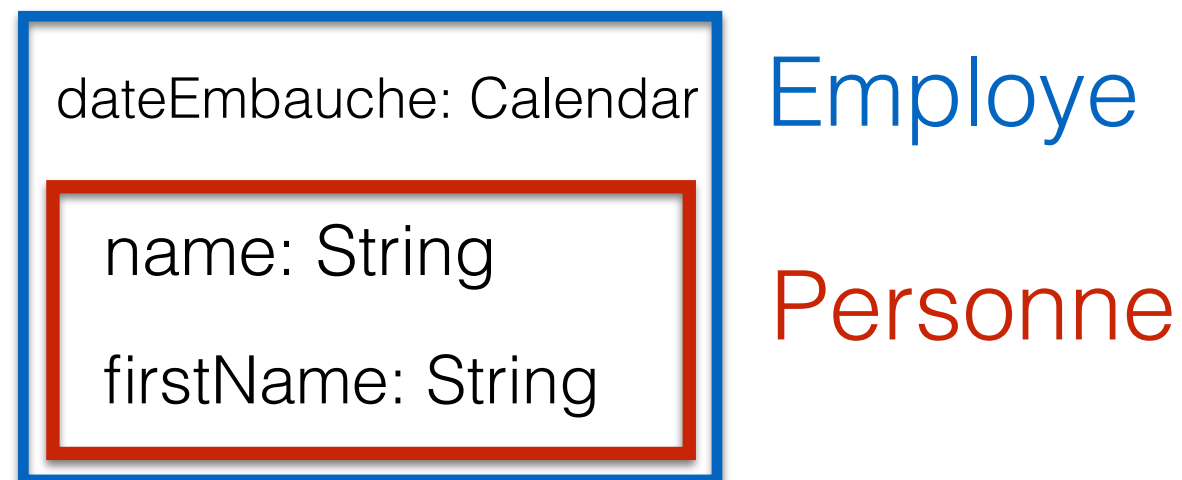 dateEmbauche: Calendar
Employe
name: String
Personne
firstName: String